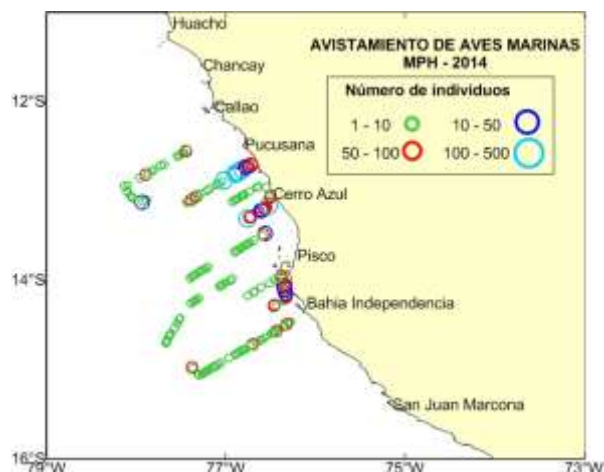 Huacho
AVISTAMIENTO DE AVES MARINAS
MPH - 2014
Chancay
Número de individuos
12°S
Callao
1 - 10
10 - 50
Pucusana
50 - 100
100 - 500
Cerro Azul
Pisco
14°S
Bahia Independencia
San Juan Marcona
16°S
79°W
77°W
75°W
73°W